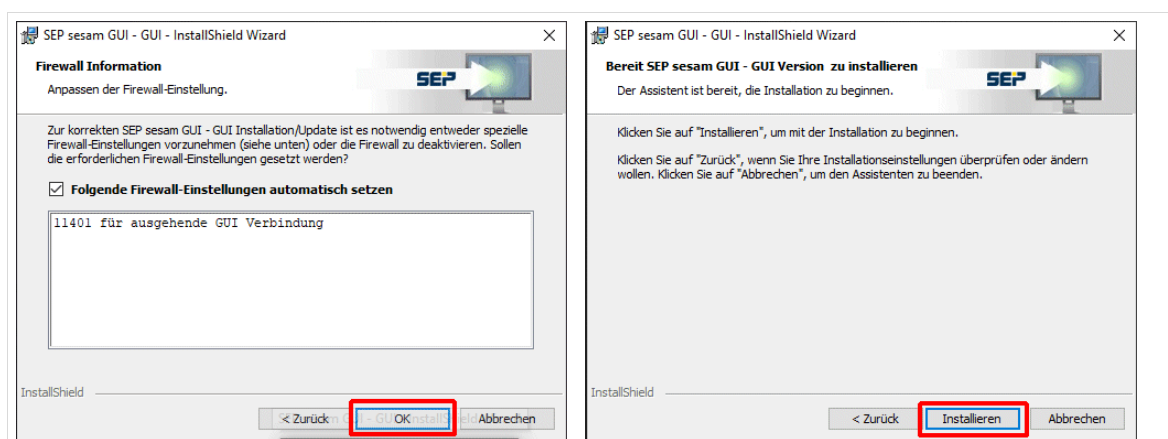 SEP sesam GUI - GUI - InstallShield Wizard
Firewall Information
Anpassen der Firewall-Einstellung.
SEP
Zur korrekten SEP sesam GUI - GUI Installation/Update ist es notwendig entweder spezielle
Firewall-Einstellungen vorzunehmen (siehe unten) oder die Firewall zu deaktivieren. Sollen
die erforderlichen Firewall-Einstellungen gesetzt werden?
Folgende Firewall-Einstellungen automatisch setzen
11401 für ausgehende GUI Verbindung
InstallShield
< Zurück
OK
Abbrechen
SEP sesam GUI - GUI - InstallShield Wizard
Bereit SEP sesam GUI - GUI Version zu installieren
Der Assistent ist bereit, die Installation zu beginnen.
SEP
Klicken Sie auf "Installieren", um mit der Installation zu beginnen.
Klicken Sie auf "Zurück", wenn Sie Ihre Installationseinstellungen überprüfen oder ändern
wollen. Klicken Sie auf "Abbrechen", um den Assistenten zu beenden.
InstallShield
< Zurück
Installieren
Abbrechen